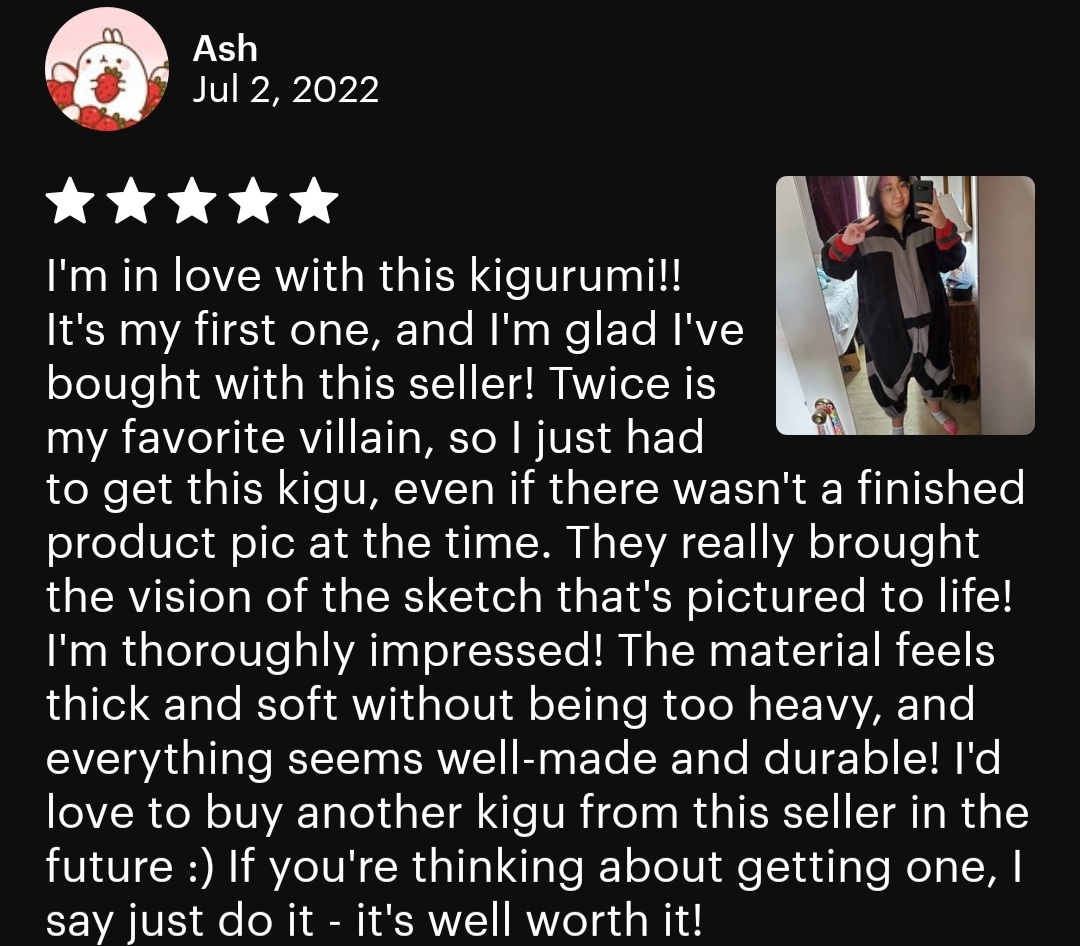 Ash
Jul 2, 2022
I'm in love with this kigurumi!!
It's my first one, and I'm glad I've
bought with this seller! Twice is
my favorite villain, so I just had
to get this kigu, even if there wasn't a finished
product pic at the time. They really brought
the vision of the sketch that's pictured to life!
I'm thoroughly impressed! The material feels
thick and soft without being too heavy, and
everything seems well-made and durable! I'd
love to buy another kigu from this seller in the
future :) If you're thinking about getting one, I
say just do it - it's well worth it!